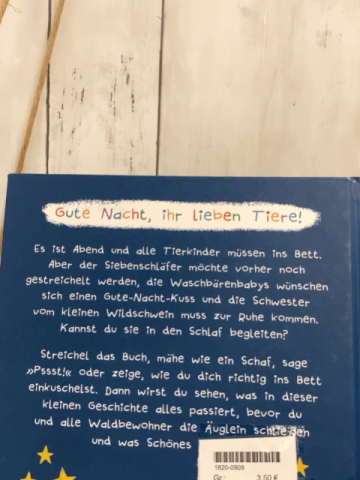 Gute Nacht, ihr lieben Tiere!
Es ist Abend und alle Tierkinder müssen ins Bett.
Aber der Siebenschläfer möchte vorher noch
gestreichelt werden, die Waschbärenbabys wünschen
sich einen Gute-Nacht-Kuss und die Schwester
vom kleinen Wildschwein muss zur Ruhe kommen.
Kannst du sie in den Schlaf begleiten?
Streichel das Buch, mähe wie ein Schaf, sage
»Pssst!« oder zeige, wie du dich richtig ins Bett
einkuschelst. Dann wirst du sehen, was in dieser
kleinen Geschichte alles passiert, bevor du
und alle Waldbewohner die Äuglein schließen
und was Schönes
1820-0909
Gr.: 3,50 €